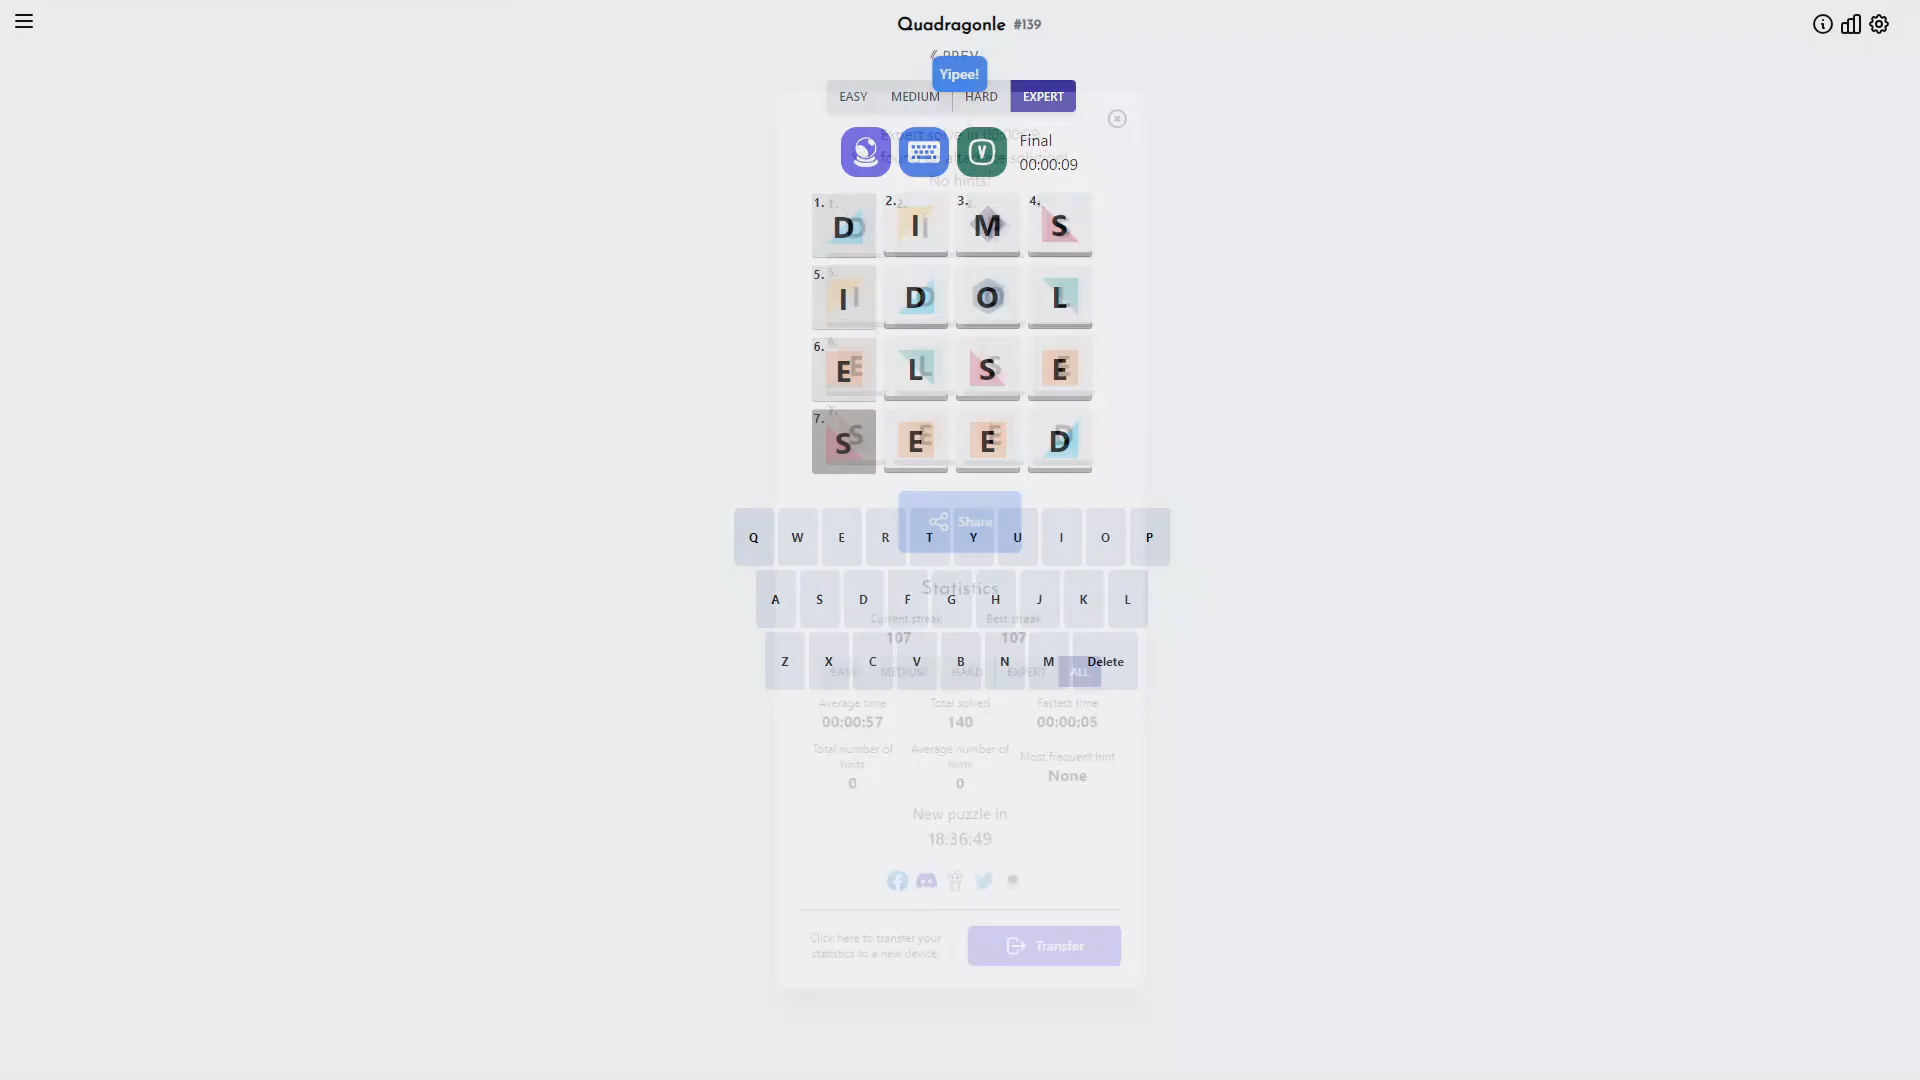 Quadragonle #139
《 PREV
Yipee!
EASY MEDIUM HARD EXPERT
Final
00:00:09
No hints!
1. D 2. I 3. M 4. S
5. I D O L
6. E L S E
7. S E E D
Share
Q W E R T Y U I O P
Statistics
A S D F G H J K L
Current streak Best streak
107 107
Z X C V B N M Delete
EASY MEDIUM HARD EXPERT ALL
Average time Total solved Fastest time
00:00:57 140 00:00:05
Total number of hints Average number of hints Most frequent hint
0 0 None
New puzzle in
18:36:49
Click here to transfer your
statistics to a new device
Transfer